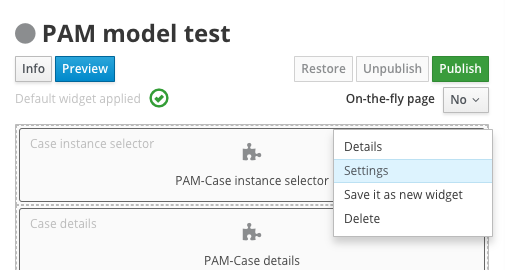 PAM model test
Info
Preview
Restore
Unpublish
Publish
Default widget applied
On-the-fly page
No
Case instance selector
PAM-Case instance selector
Details
Settings
Save it as new widget
Delete
Case details
PAM-Case details